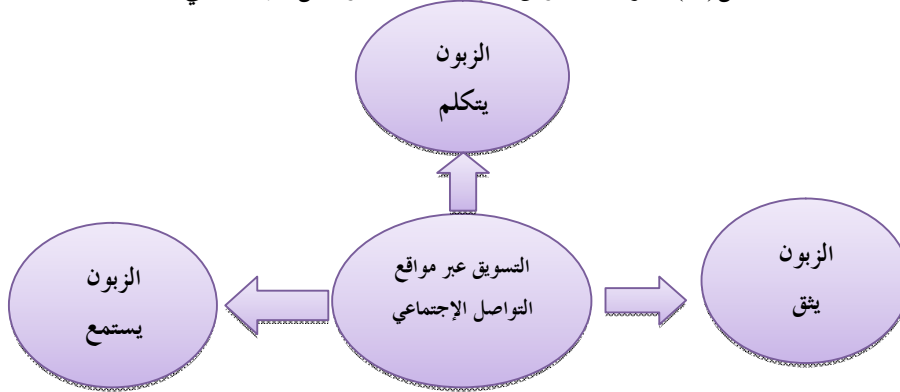 الزبون
يتكلم
التسويق عبر مواقع
التواصل الإجتماعي
الزبون
يثق
الزبون
يستمع